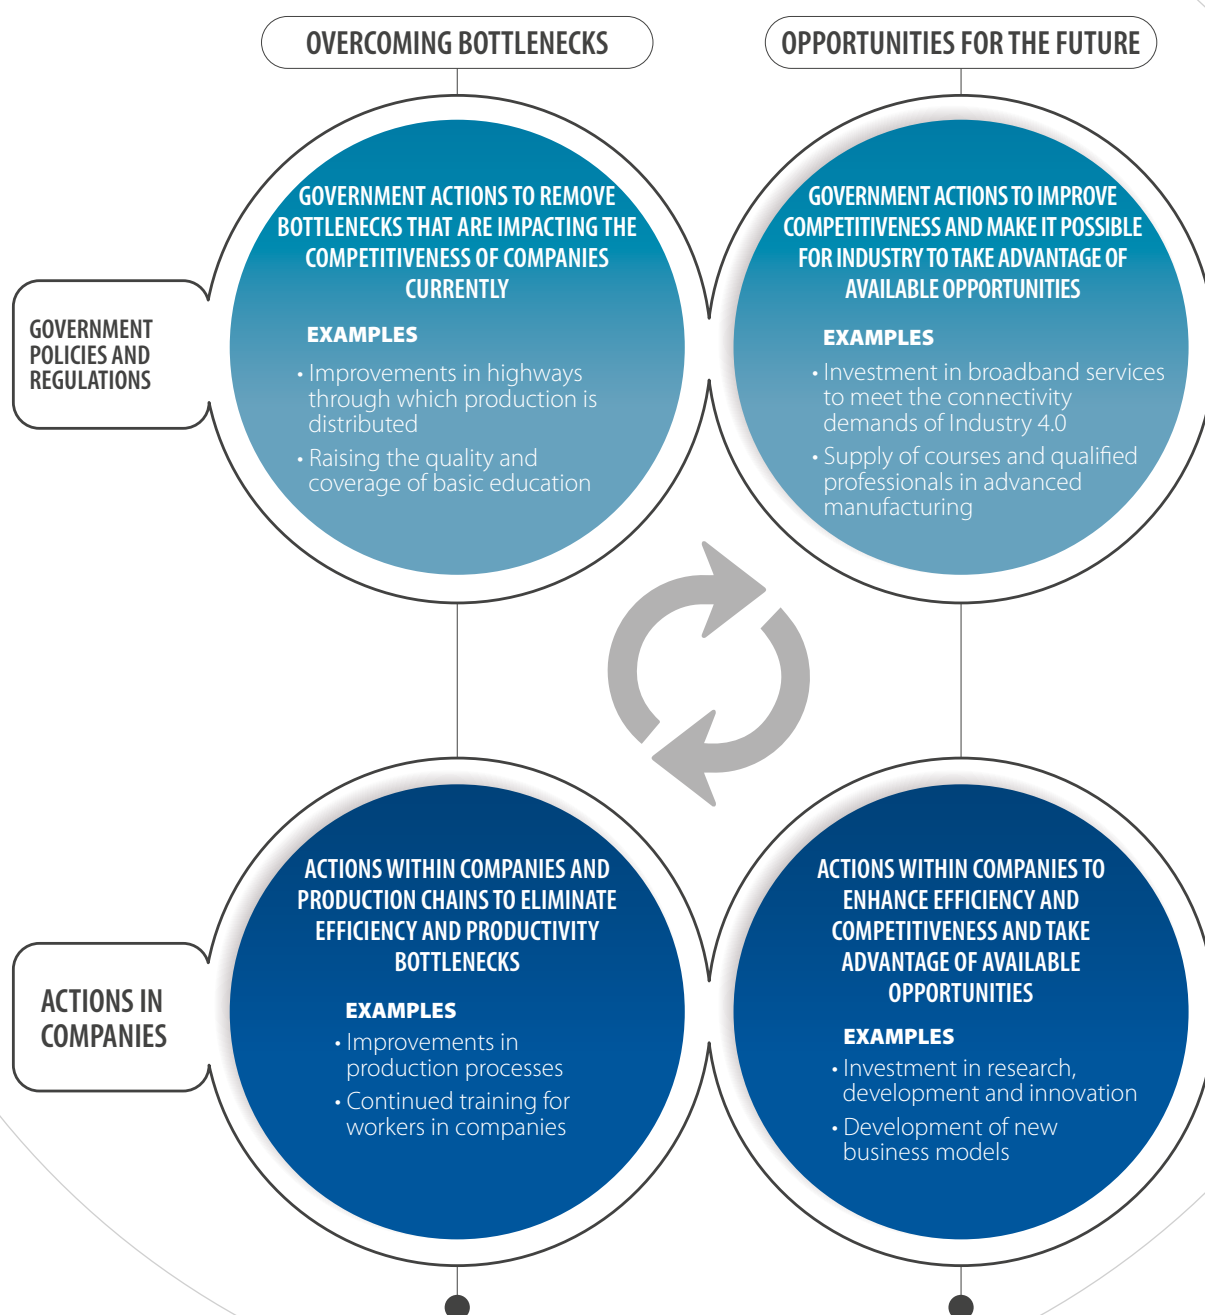 OVERCOMING BOTTLENECKS
OPPORTUNITIES FOR THE FUTURE
GOVERNMENT
POLICIES AND
REGULATIONS
GOVERNMENT ACTIONS TO REMOVE
BOTTLENECKS THAT ARE IMPACTING THE
COMPETITIVENESS OF COMPANIES
CURRENTLY
EXAMPLES
• Improvements in highways
through which production is
distributed
• Raising the quality and
coverage of basic education
GOVERNMENT ACTIONS TO IMPROVE
COMPETITIVENESS AND MAKE IT POSSIBLE
FOR INDUSTRY TO TAKE ADVANTAGE OF
AVAILABLE OPPORTUNITIES
EXAMPLES
• Investment in broadband services
to meet the connectivity
demands of Industry 4.0
• Supply of courses and qualified
professionals in advanced
manufacturing
ACTIONS IN
COMPANIES
ACTIONS WITHIN COMPANIES AND
PRODUCTION CHAINS TO ELIMINATE
EFFICIENCY AND PRODUCTIVITY
BOTTLENECKS
EXAMPLES
• Improvements in
production processes
• Continued training for
workers in companies
ACTIONS WITHIN COMPANIES TO
ENHANCE EFFICIENCY AND
COMPETITIVENESS AND TAKE
ADVANTAGE OF AVAILABLE
OPPORTUNITIES
EXAMPLES
• Investment in research,
development and innovation
• Development of new
business models